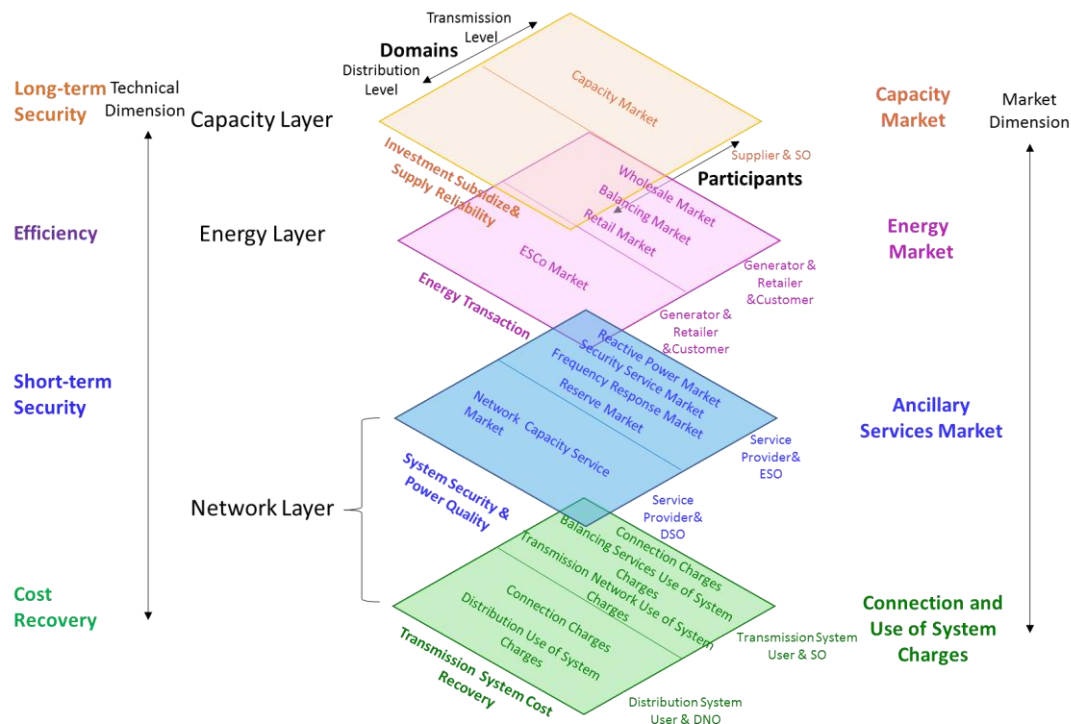 Transmission
Level
Domains
Distribution
Level
Long-term
Security
Technical
Dimension
Capacity Layer
Capacity Market
Investment Subsidize&
Supply Reliability
Supplier & SO
Participants
Capacity
Market
Market
Dimension
Efficiency
Energy Layer
Wholesale Market
Balancing Market
Retail Market
ESCo Market
Energy Transaction
Generator &
Retailer
&Customer
Generator &
Retailer
&Customer
Energy
Market
Short-term
Security
Reactive Power Market
Security Service Market
Frequency Response Market
Reserve Market
Network Capacity Service
Market
System Security &
Power Quality
Service
Provider&
ESO
Service
Provider&
DSO
Ancillary
Services Market
Network Layer
Cost
Recovery
Connection Charges
Balancing Services Use of System
Charges
Transmission Network Use of System
Charges
Connection Charges
Distribution Use of System
Charges
Transmission System Cost
Recovery
Transmission System
User & SO
Distribution System
User & DNO
Connection and
Use of System
Charges